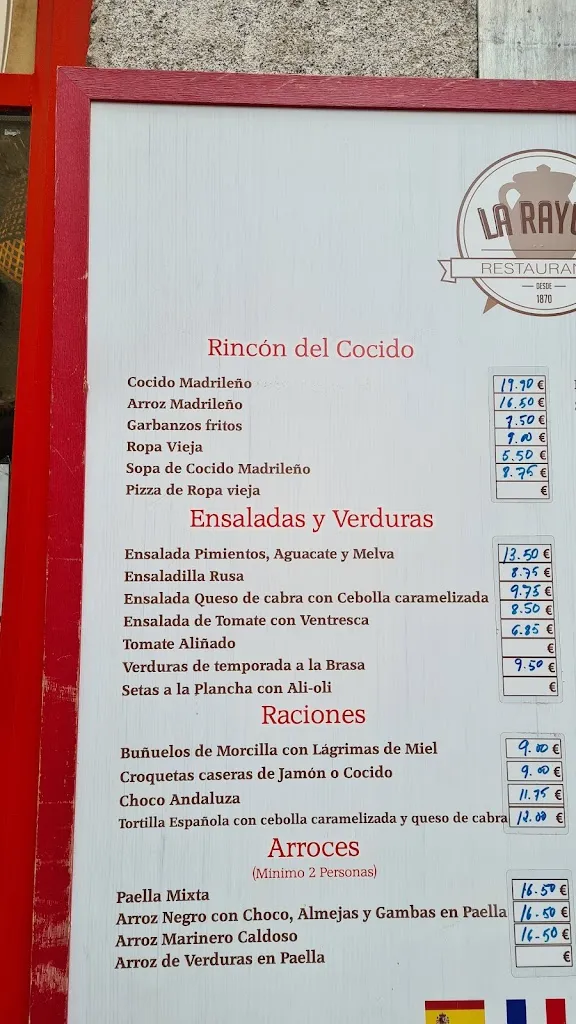 LA RAY
RESTAURAN
DESDE
1870
Rincón del Cocido
Cocido Madrileño
Arroz Madrileño
Garbanzos fritos
Ropa Vieja
Sopa de Cocido Madrileño
Pizza de Ropa vieja
19.90 €
16.50 €
7.50 €
9.00 €
5.50 €
8.75 €
€
Ensaladas y Verduras
Ensalada Pimientos, Aguacate y Melva
Ensaladilla Rusa
Ensalada Queso de cabra con Cebolla caramelizada
Ensalada de Tomate con Ventresca
Tomate Aliñado
Verduras de temporada a la Brasa
Setas a la Plancha con Ali-oli
13.50 €
8.75 €
9.75 €
8.50 €
6.85 €
€
9.50 €
€
Raciones
Buñuelos de Morcilla con Lágrimas de Miel
Croquetas caseras de Jamón o Cocido
Choco Andaluza
Tortilla Española con cebolla caramelizada y queso de cabra
9.00 €
9.00 €
11.75 €
12.00 €
Arroces
(Minimo 2 Personas)
Paella Mixta
Arroz Negro con Choco, Almejas y Gambas en Paella
Arroz Marinero Caldoso
Arroz de Verduras en Paella
16.50 €
16.50 €
16.50 €
€